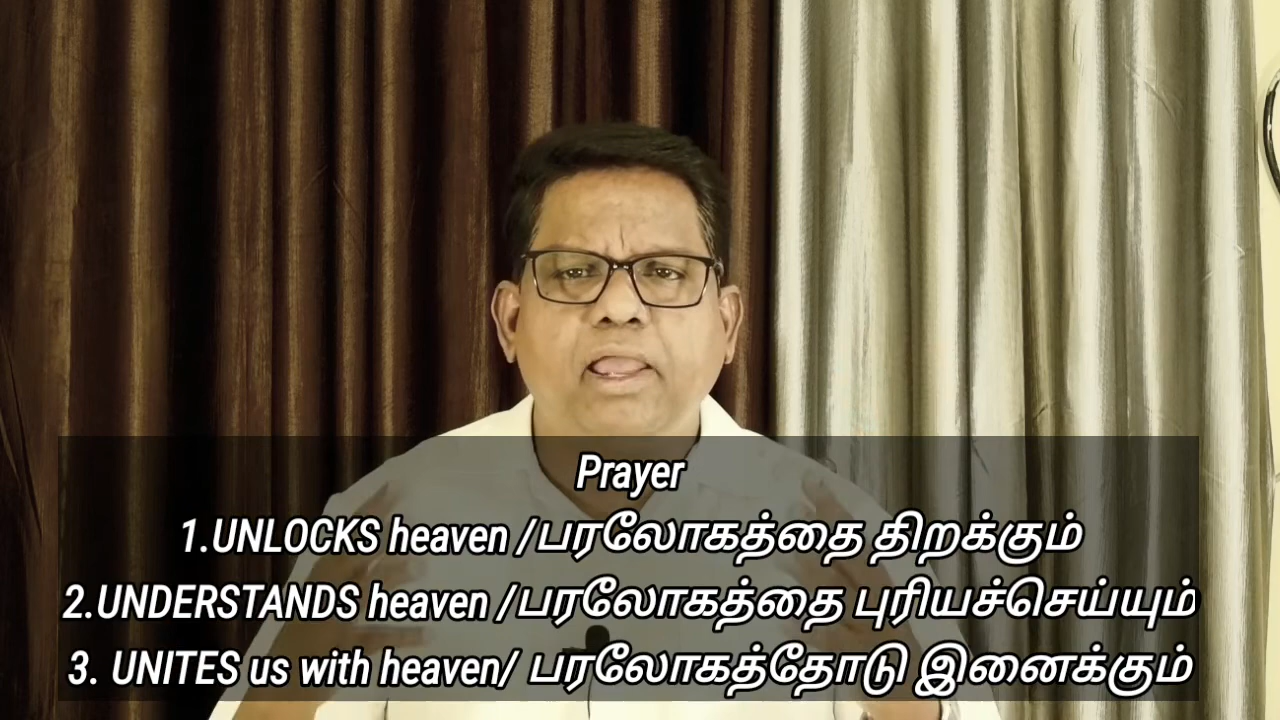 Prayer
1.UNLOCKS heaven /பரலோகத்தை திறக்கும்
2.UNDERSTANDS heaven /பரலோகத்தை புரியச்செய்யும்
3. UNITES us with heaven/ பரலோகத்தோடு இனைக்கும்